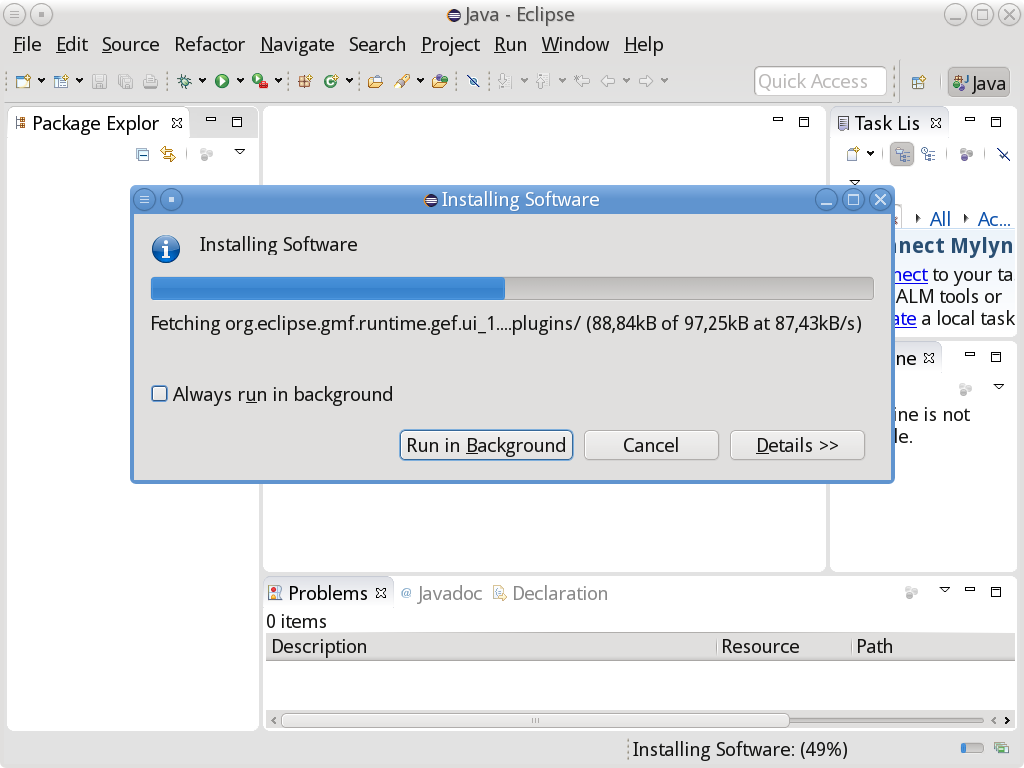 Java - Eclipse
File Edit Source Refactor Navigate Search Project Run Window Help
Quick Access
Java
Package Explor
Task Lis
All Ac...
Installing Software
Installing Software
Fetching org.eclipse.gmf.runtime.gef.ui_1....plugins/ (88,84kB of 97,25kB at 87,43kB/s)
Always run in background
Run in Background Cancel Details >>
nnect Mylyn
nect to your ta
ALM tools or
ate a local task
ne
ine is not
le.
Problems @ Javadoc Declaration
0 items
Description Resource Path
Installing Software: (49%)